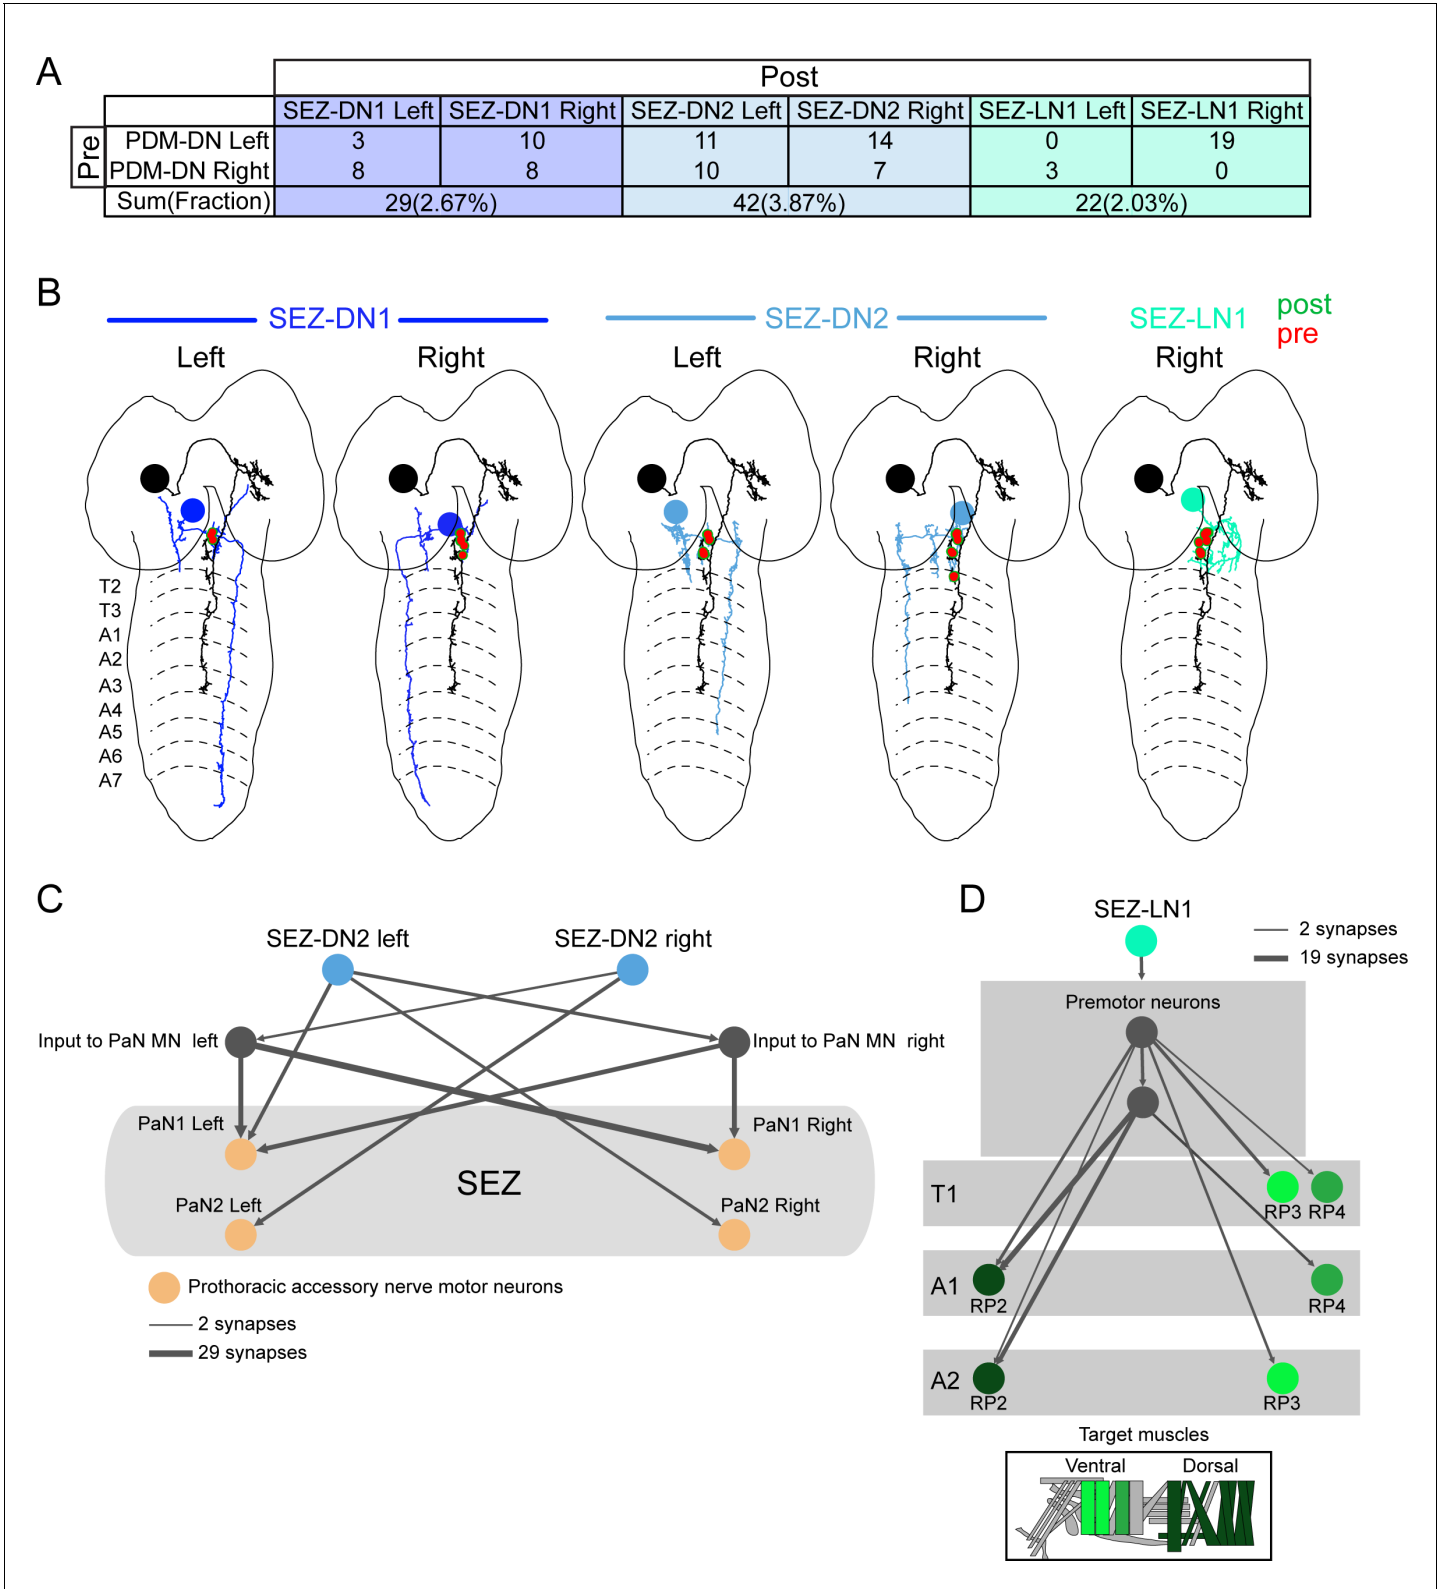 A
Post
SEZ-DN1 Left SEZ-DN1 Right SEZ-DN2 Left SEZ-DN2 Right SEZ-LN1 Left SEZ-LN1 Right
Pre
PDM-DN Left 3 10 11 14 0 19
PDM-DN Right 8 8 10 7 3 0
Sum(Fraction) 29(2.67%) 42(3.87%) 22(2.03%)
B
SEZ-DN1 SEZ-DN2 SEZ-LN1 post
pre
Left Right Left Right Right
T2
T3
A1
A2
A3
A4
A5
A6
A7
C
SEZ-DN2 left SEZ-DN2 right
Input to PaN MN left Input to PaN MN right
PaN1 Left PaN1 Right
SEZ
PaN2 Left PaN2 Right
Prothoracic accessory nerve motor neurons
2 synapses
29 synapses
D
SEZ-LN1
2 synapses
19 synapses
Premotor neurons
T1
RP3 RP4
A1
RP2 RP4
A2
RP2 RP3
Target muscles
Ventral Dorsal